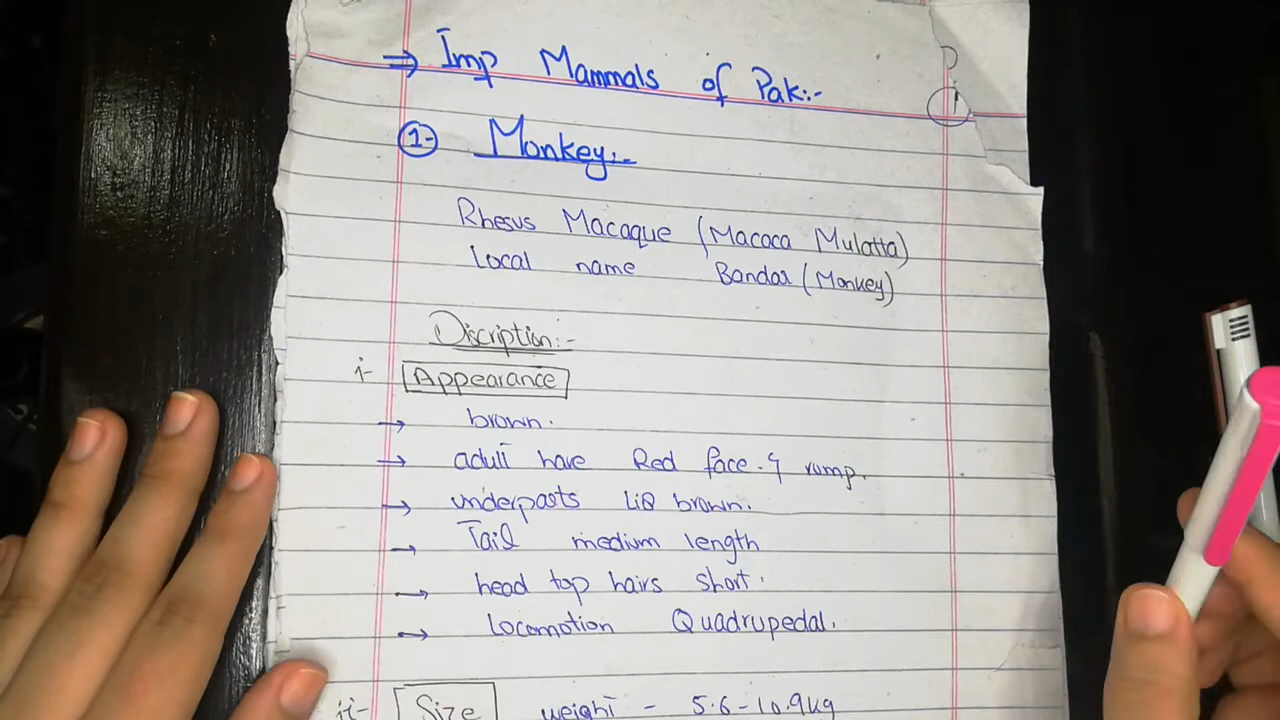 ⇒ Imp Mammals of Pak:-
1- Monkey:-
Rhesus Macaque (Macaca Mulatta)
Local name Bandar (Monkey)
Discription:-
i- Appearance
→ brown.
→ adult have Red face. & rump.
→ underparts brown.
→ Tail medium length
→ head top hairs short.
→ Locomotion Quadrupedal.
ii- Size weight - 5.6-10.9kg